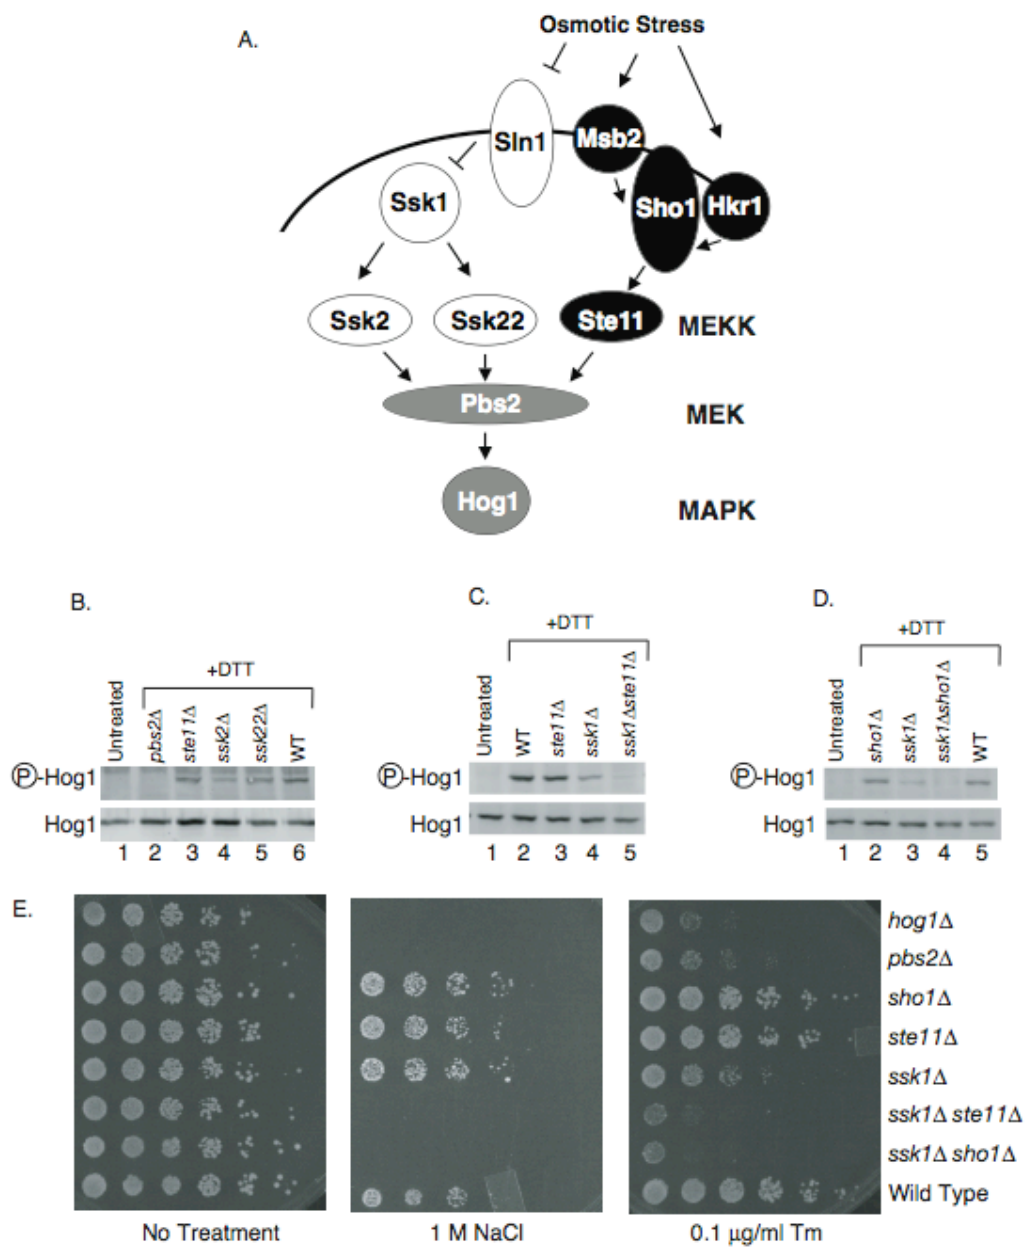 A.
Osmotic Stress
Sln1
Msb2
Ssk1
Sho1
Hkr1
Ssk2
Ssk22
Ste11
MEKK
Pbs2
MEK
Hog1
MAPK
B.
+DTT
Untreated
pbs2Δ
ste11Δ
ssk2Δ
ssk22Δ
WT
Ⓟ-Hog1
Hog1
1 2 3 4 5 6
C.
+DTT
Untreated
WT
ste11Δ
ssk1Δ
ssk1Δste11Δ
Ⓟ-Hog1
Hog1
1 2 3 4 5
D.
+DTT
Untreated
sho1Δ
ssk1Δ
ssk1Δsho1Δ
WT
Ⓟ-Hog1
Hog1
1 2 3 4 5
E.
hog1Δ
pbs2Δ
sho1Δ
ste11Δ
ssk1Δ
ssk1Δ ste11Δ
ssk1Δ sho1Δ
Wild Type
No Treatment
1 M NaCl
0.1 μg/ml Tm